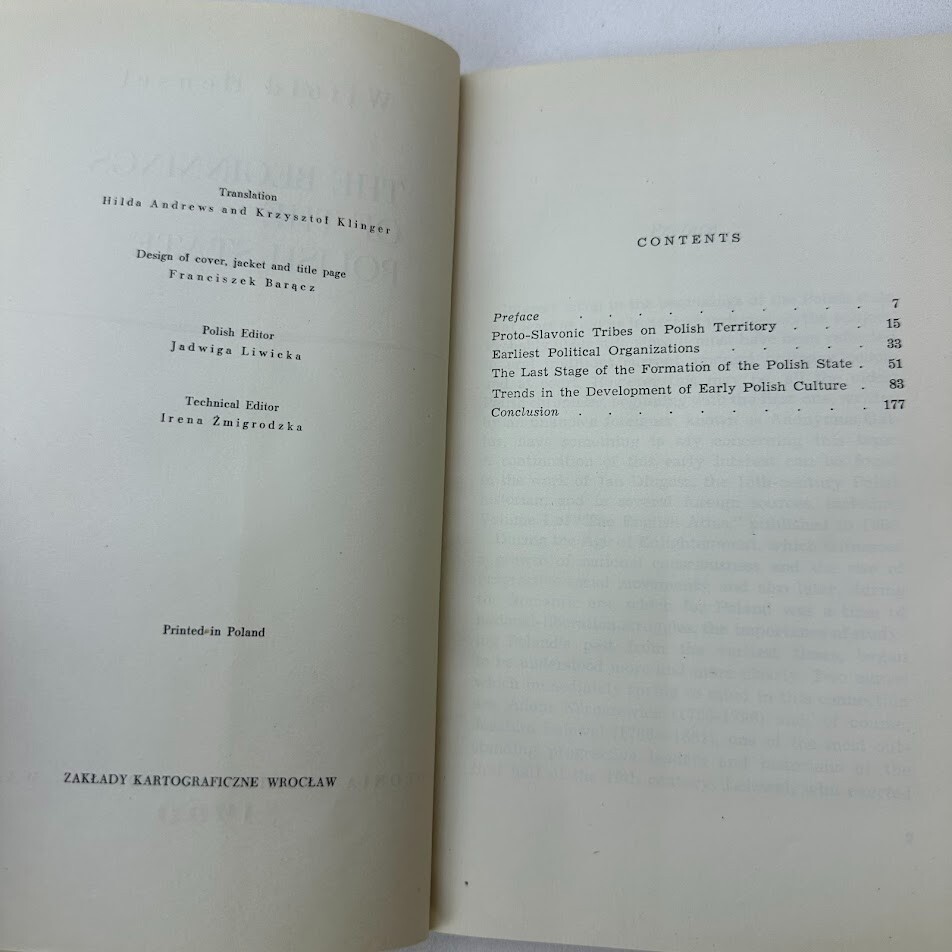 Translation
Hilda Andrews and Krzysztof Klinger
Design of cover, jacket and title page
Franciszek Barącz
Polish Editor
Jadwiga Liwicka
Technical Editor
Irena Żmigrodzka
Printed in Poland
ZAKŁADY KARTOGRAFICZNE WROCŁAW
CONTENTS
Preface . . . . . . . . . . 7
Proto-Slavonic Tribes on Polish Territory . . . 15
Earliest Political Organizations . . . . . 33
The Last Stage of the Formation of the Polish State . 51
Trends in the Development of Early Polish Culture . 83
Conclusion . . . . . . . . . . 177